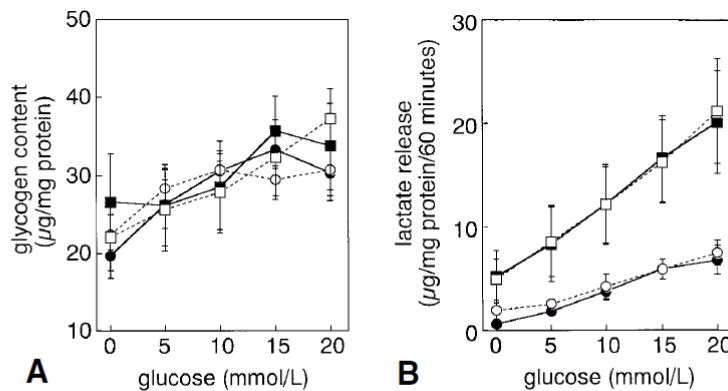 50
40
30
20
10
glycogen content
(µg/mg protein)
0 5 10 15 20
A
glucose (mmol/L)
30
20
10
0
lactate release
(µg/mg protein/60 minutes)
0 5 10 15 20
B
glucose (mmol/L)